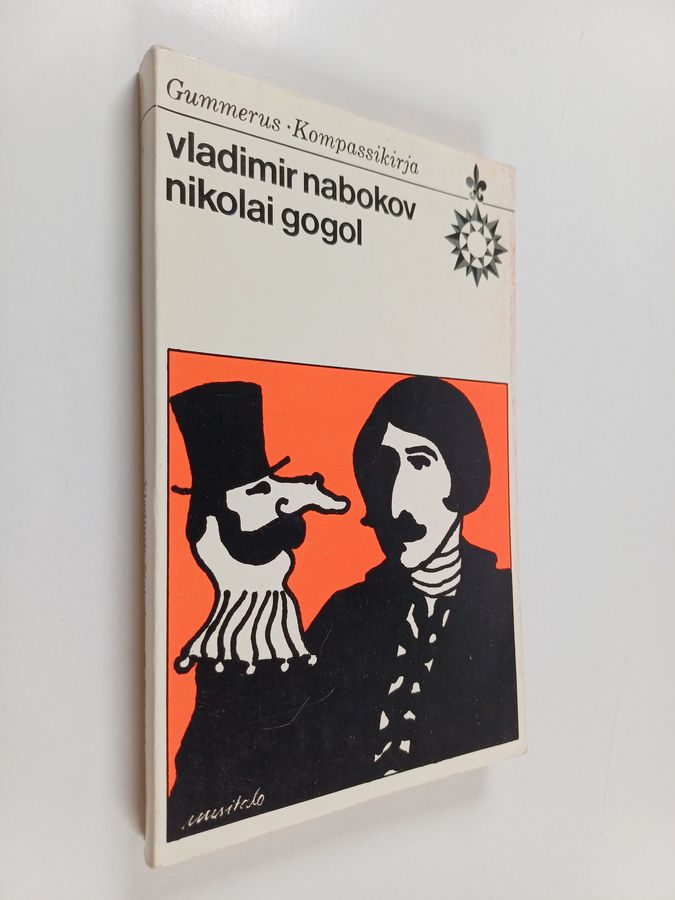 Gummerus · Kompassikirja
vladimir nabokov
nikolai gogol